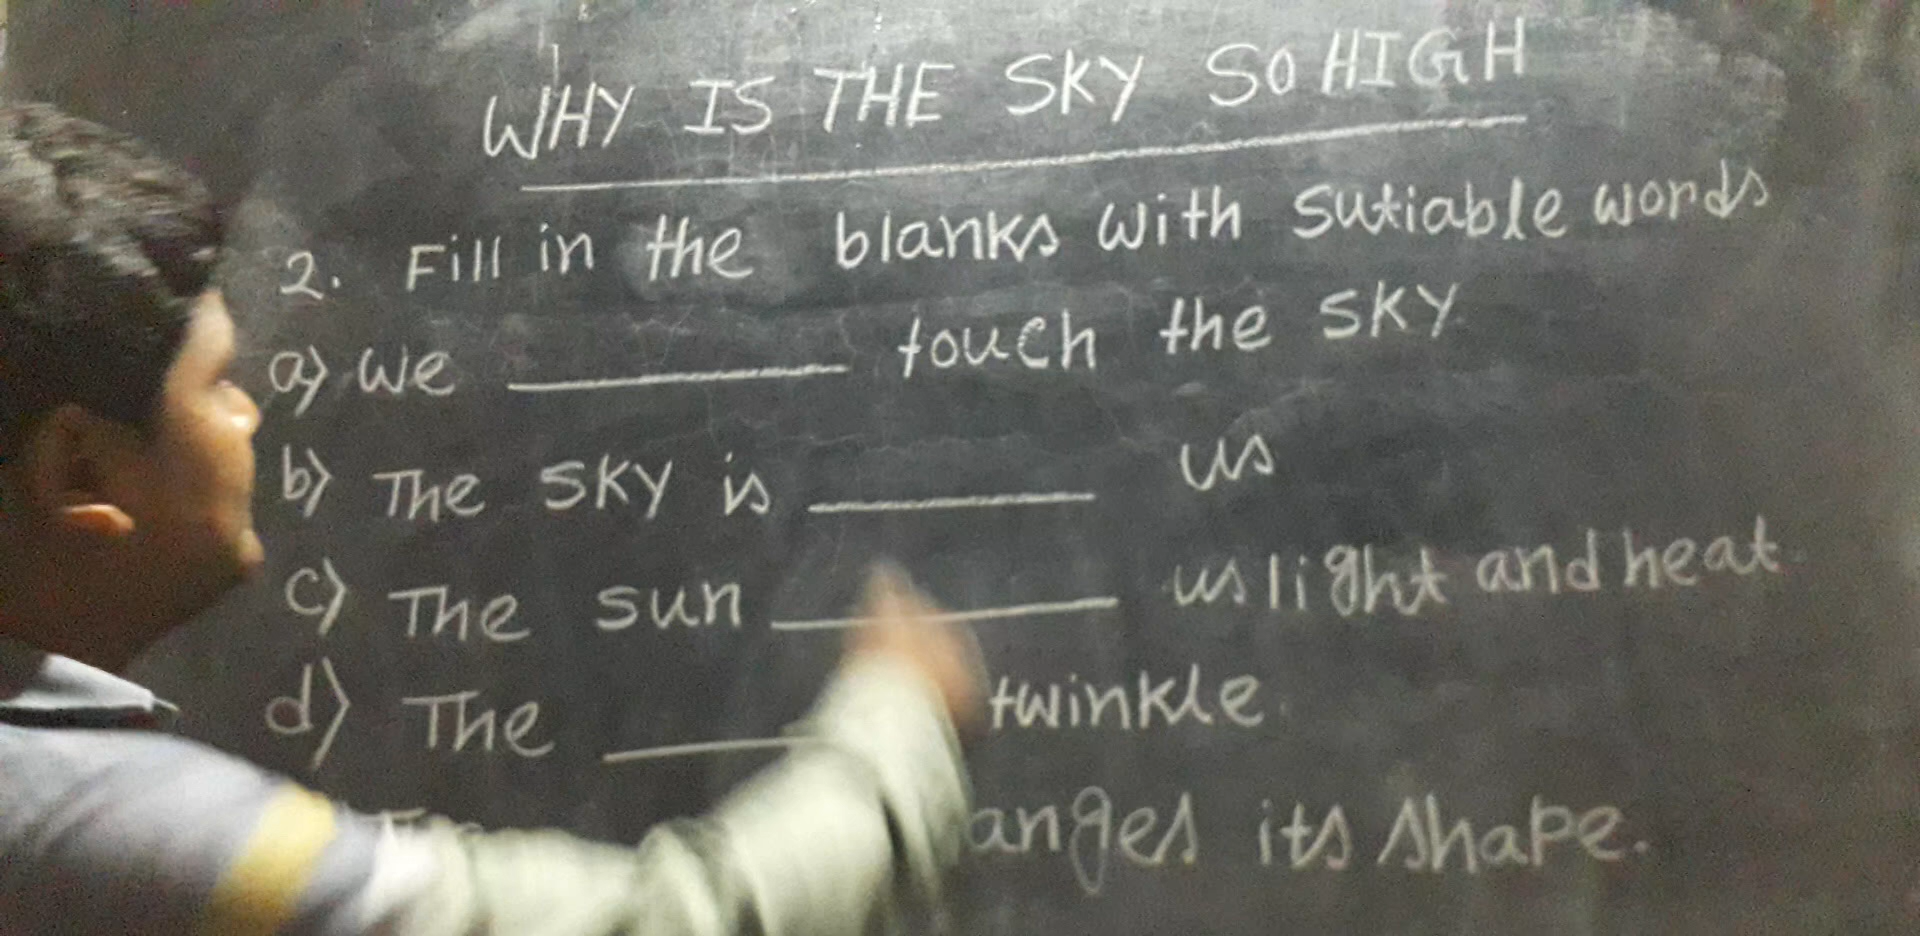 WHY IS THE SKY SO HIGH
2. Fill in the blanks with sutiable words
a) we ________ touch the sky
b) The sky is ________ us
c) The sun ________ us light and heat
d) The ________ twinkle.
its shape.